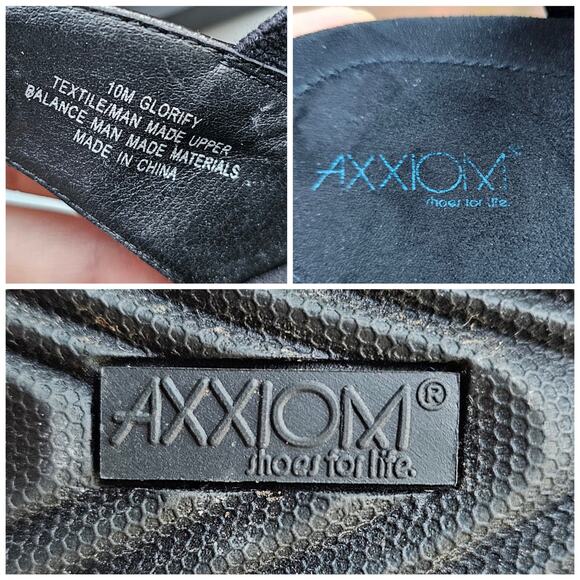 10M GLORIFY
TEXTILE/MAN MADE UPPER
BALANCE MAN MADE MATERIALS
MADE IN CHINA
AXXIOM®
shoes for life.
AXXIOM®
shoes for life.